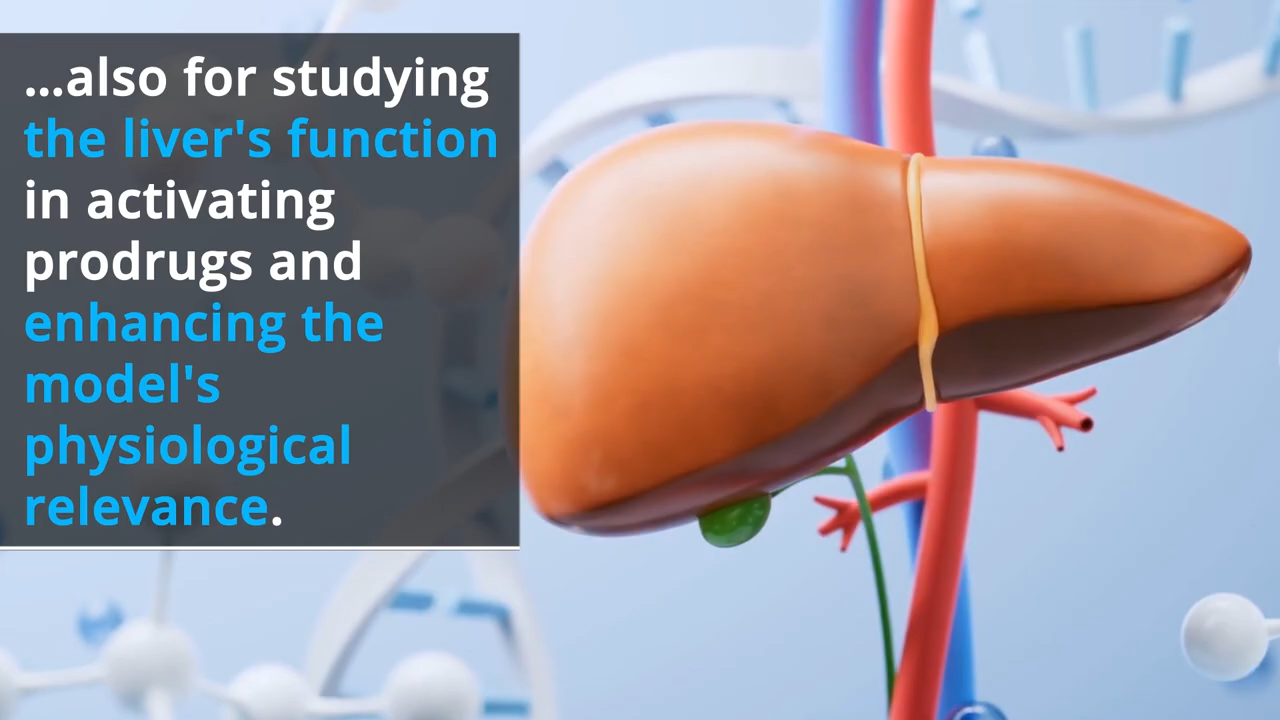 ...also for studying
the liver's function
in activating
prodrugs and
enhancing the
model's
physiological
relevance.